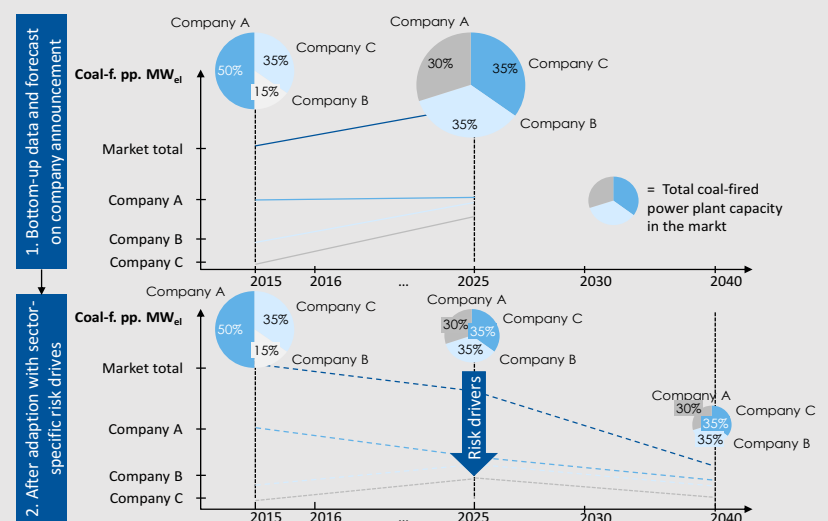 1. Bottom-up data and forecast
on company announcement
Coal-f. pp. MWel
Company A
50%
35%
15%
Company C
Company B
Company A
30%
35%
35%
Company C
Company B
Market total
Company A
Company B
Company C
= Total coal-fired
power plant capacity
in the markt
2015
2016
...
2025
2030
2040
2. After adaption with sector-
specific risk drives
Coal-f. pp. MWel
Company A
50%
35%
15%
Company C
Company B
Company A
30%
35%
35%
Company C
Company B
Risk drivers
Company A
30%
35%
35%
Company C
Company B
Market total
Company A
Company B
Company C
2015
2016
...
2025
2030
2040